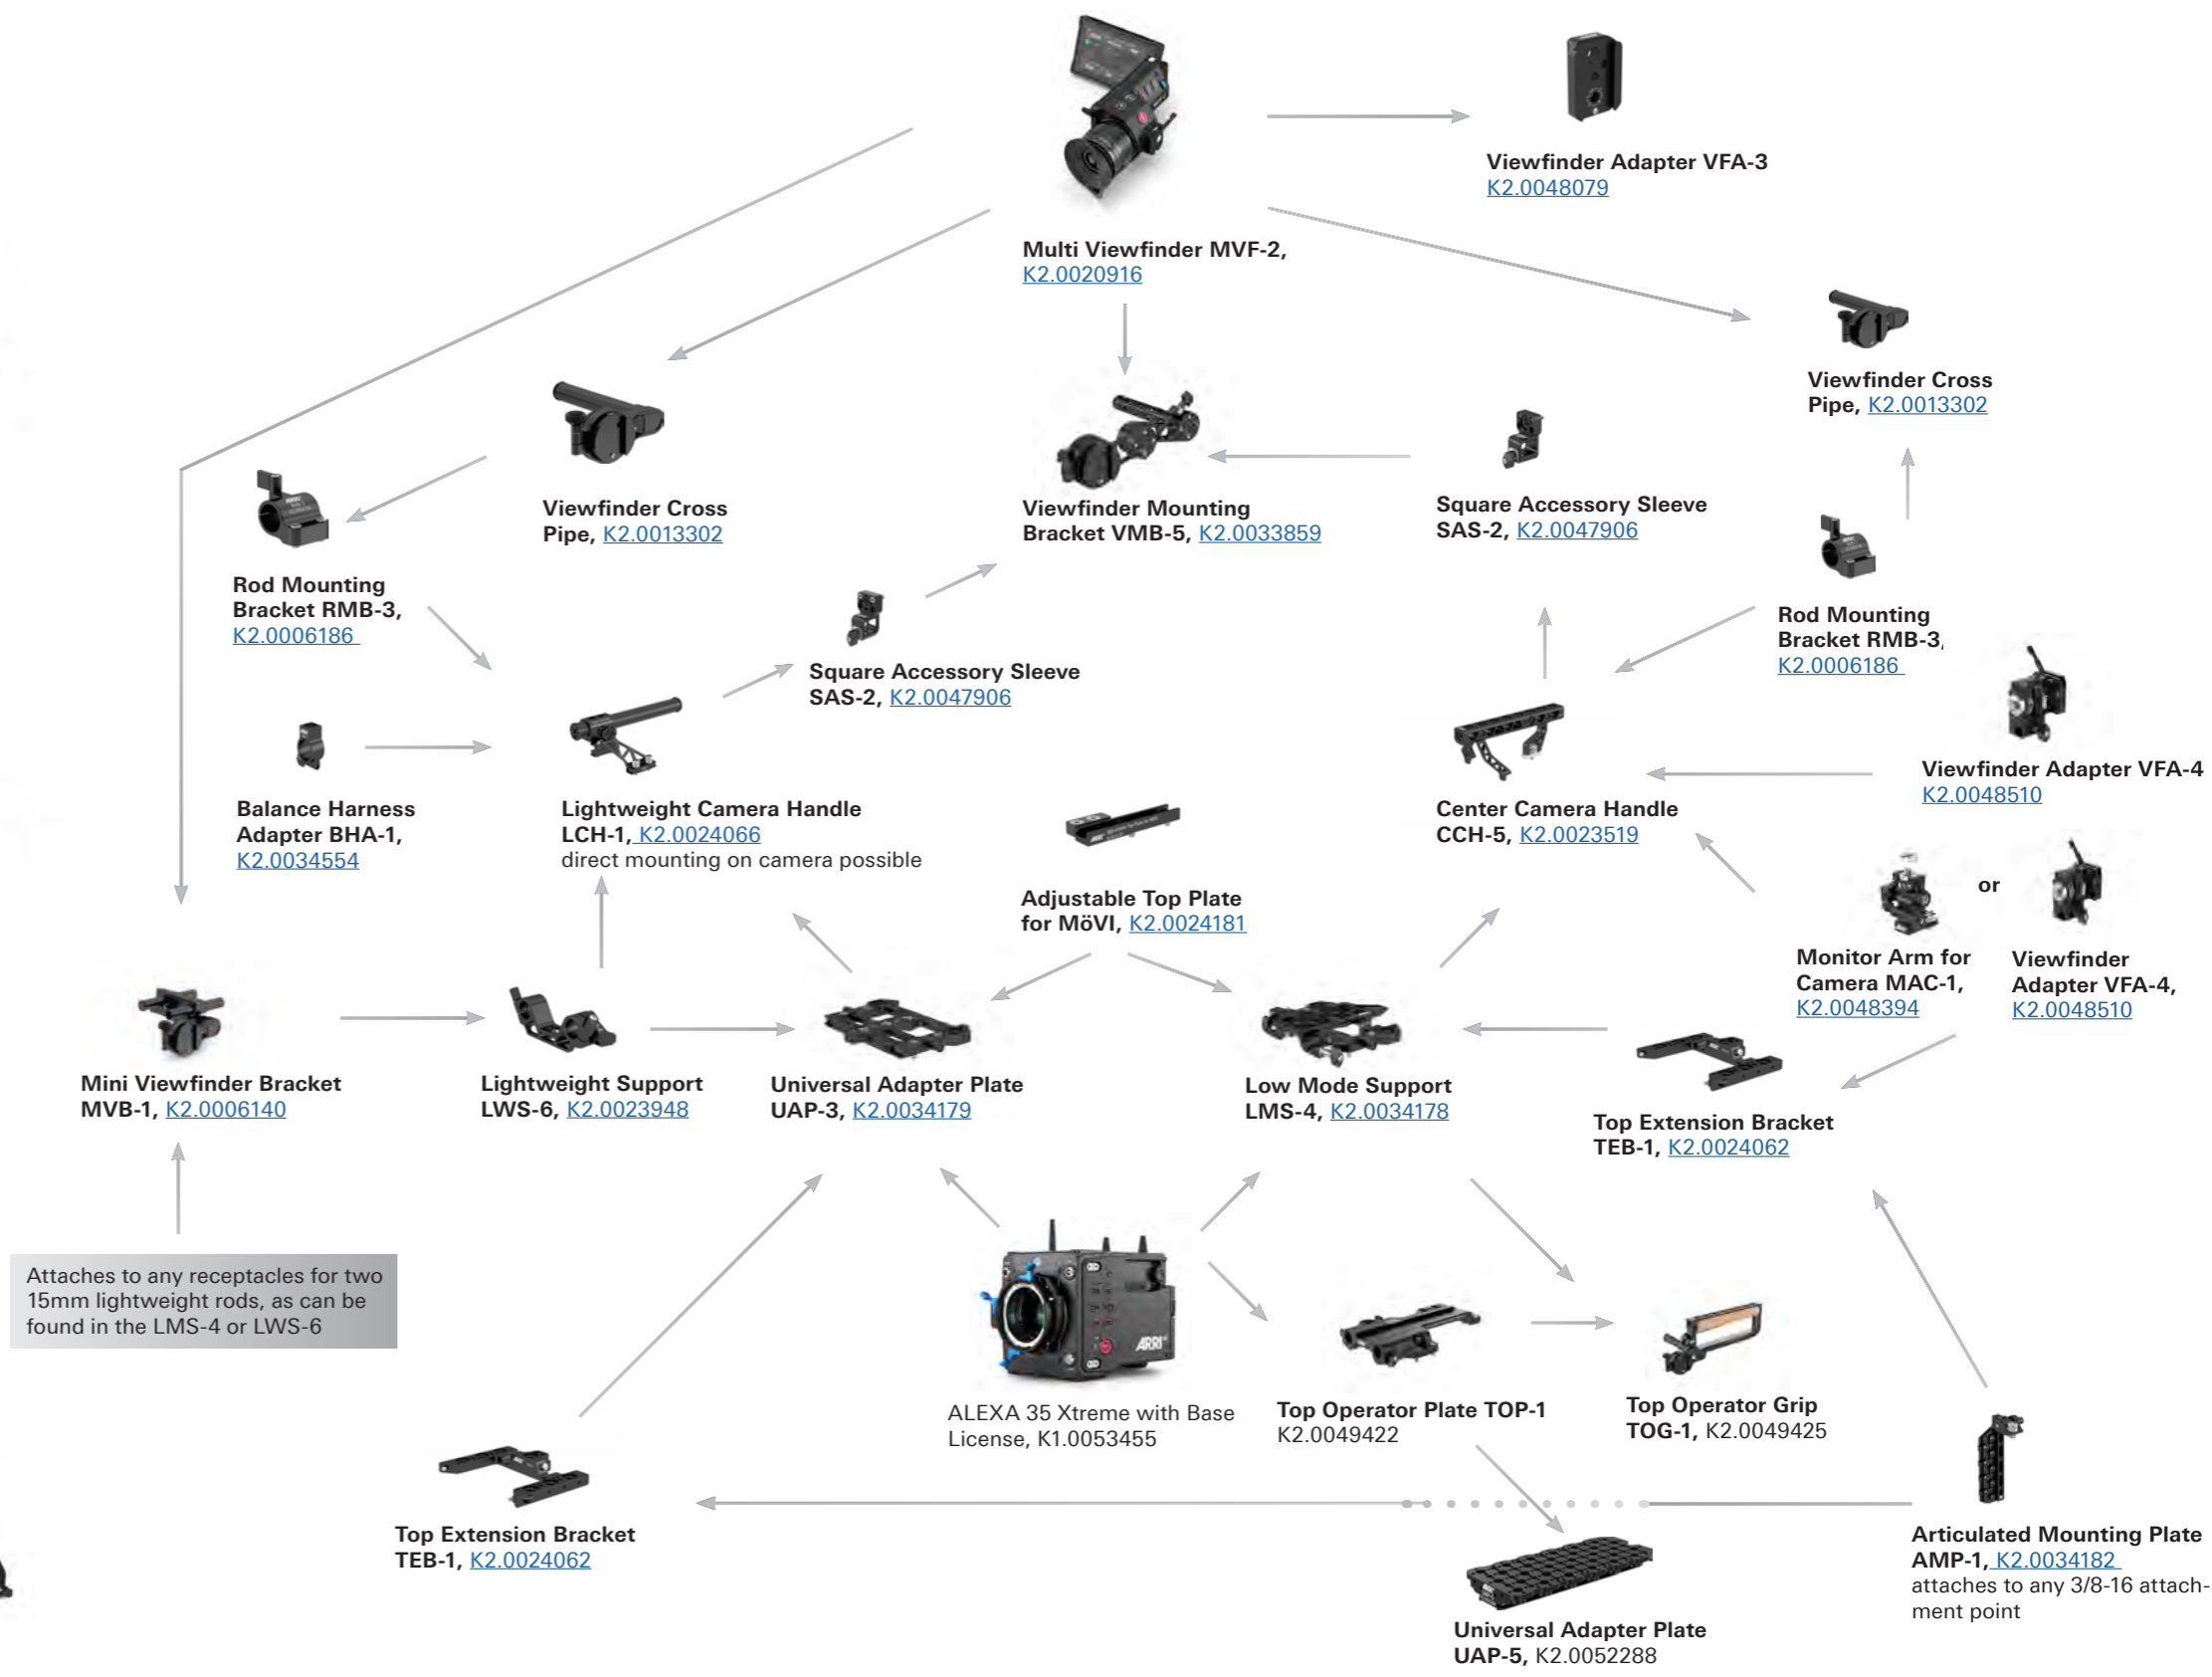 Viewfinder Adapter VFA-3
K2.0048079
Multi Viewfinder MVF-2,
K2.0020916
Viewfinder Cross
Pipe, K2.0013302
Viewfinder Cross
Pipe, K2.0013302
Viewfinder Mounting
Bracket VMB-5, K2.0033859
Square Accessory Sleeve
SAS-2, K2.0047906
Rod Mounting
Bracket RMB-3,
K2.0006186
Rod Mounting
Bracket RMB-3,
K2.0006186
Square Accessory Sleeve
SAS-2, K2.0047906
Viewfinder Adapter VFA-4
K2.0048510
Balance Harness
Adapter BHA-1,
K2.0034554
Lightweight Camera Handle
LCH-1, K2.0024066
direct mounting on camera possible
Center Camera Handle
CCH-5, K2.0023519
Adjustable Top Plate
for MöVI, K2.0024181
or
Monitor Arm for
Camera MAC-1,
K2.0048394
Viewfinder
Adapter VFA-4,
K2.0048510
Mini Viewfinder Bracket
MVB-1, K2.0006140
Lightweight Support
LWS-6, K2.0023948
Universal Adapter Plate
UAP-3, K2.0034179
Low Mode Support
LMS-4, K2.0034178
Top Extension Bracket
TEB-1, K2.0024062
Attaches to any receptacles for two
15mm lightweight rods, as can be
found in the LMS-4 or LWS-6
ARRI
ALEXA 35 Xtreme with Base
License, K1.0053455
Top Operator Plate TOP-1
K2.0049422
Top Operator Grip
TOG-1, K2.0049425
Top Extension Bracket
TEB-1, K2.0024062
Articulated Mounting Plate
AMP-1, K2.0034182
attaches to any 3/8-16 attach-
ment point
Universal Adapter Plate
UAP-5, K2.0052288